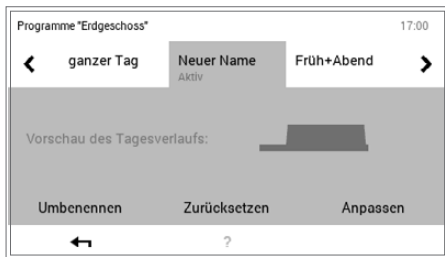 Programme "Erdgeschoss" 17:00
ganzer Tag Neuer Name Früh+Abend
Aktiv
Vorschau des Tagesverlaufs:
Umbenennen Zurücksetzen Anpassen
?